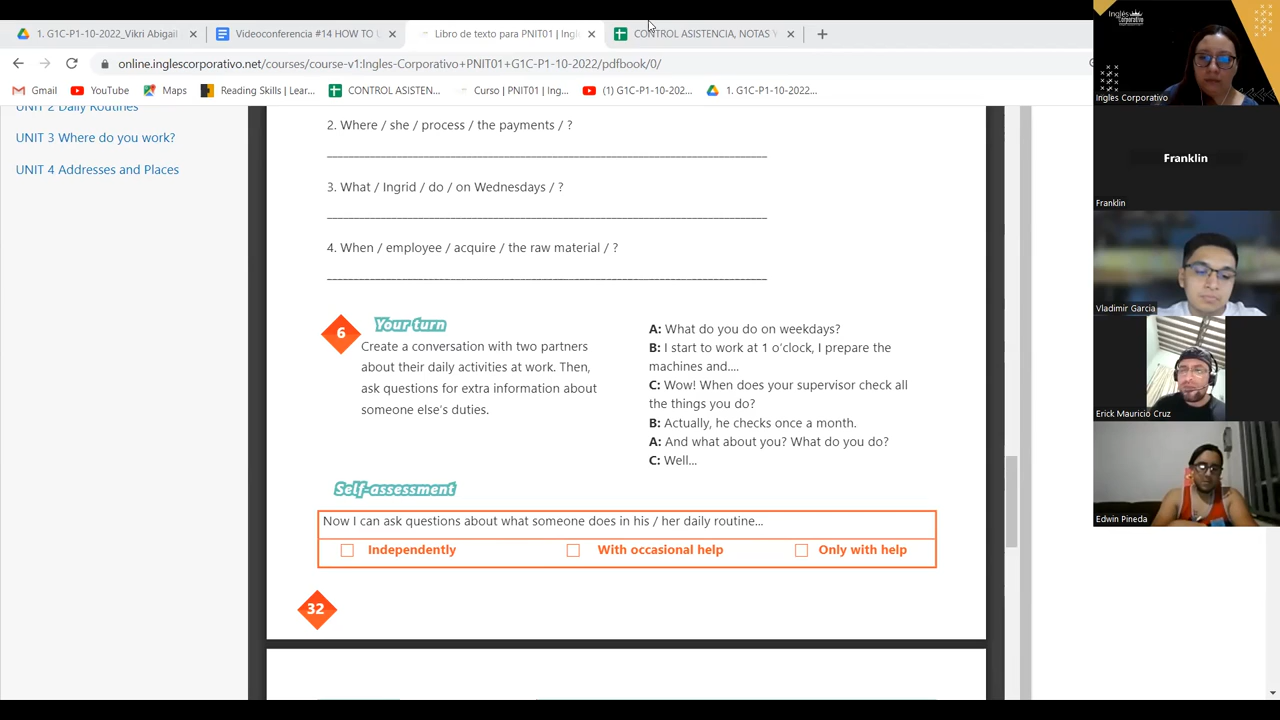 1. G1C-P1-10-2022_Vikri Abigail
Videoconferencia #14 HOW TO U
Libro de texto para PNIT01 | Ingl
CONTROL ASISTENCIA, NOTAS Y
online.inglescorporativo.net/courses/course-v1:Ingles-Corporativo+PNIT01+G1C-P1-10-2022/pdfbook/0/
Gmail
YouTube
Maps
Reading Skills | Lear...
CONTROL ASISTEN...
Curso | PNIT01 | Ing...
(1) G1C-P1-10-202...
1. G1C-P1-10-2022...
UNIT 2 Daily Routines
UNIT 3 Where do you work?
UNIT 4 Addresses and Places
2. Where / she / process / the payments / ?
3. What / Ingrid / do / on Wednesdays / ?
4. When / employee / acquire / the raw material / ?
6
Your turn
Create a conversation with two partners
about their daily activities at work. Then,
ask questions for extra information about
someone else's duties.
A: What do you do on weekdays?
B: I start to work at 1 o'clock, I prepare the
machines and....
C: Wow! When does your supervisor check all
the things you do?
B: Actually, he checks once a month.
A: And what about you? What do you do?
C: Well...
Self-assessment
Now I can ask questions about what someone does in his / her daily routine...
Independently
With occasional help
Only with help
32
Inglés
Corporativo
Ingles Corporativo
Franklin
Franklin
Vladimir Garcia
Erick Mauricio Cruz
Edwin Pineda